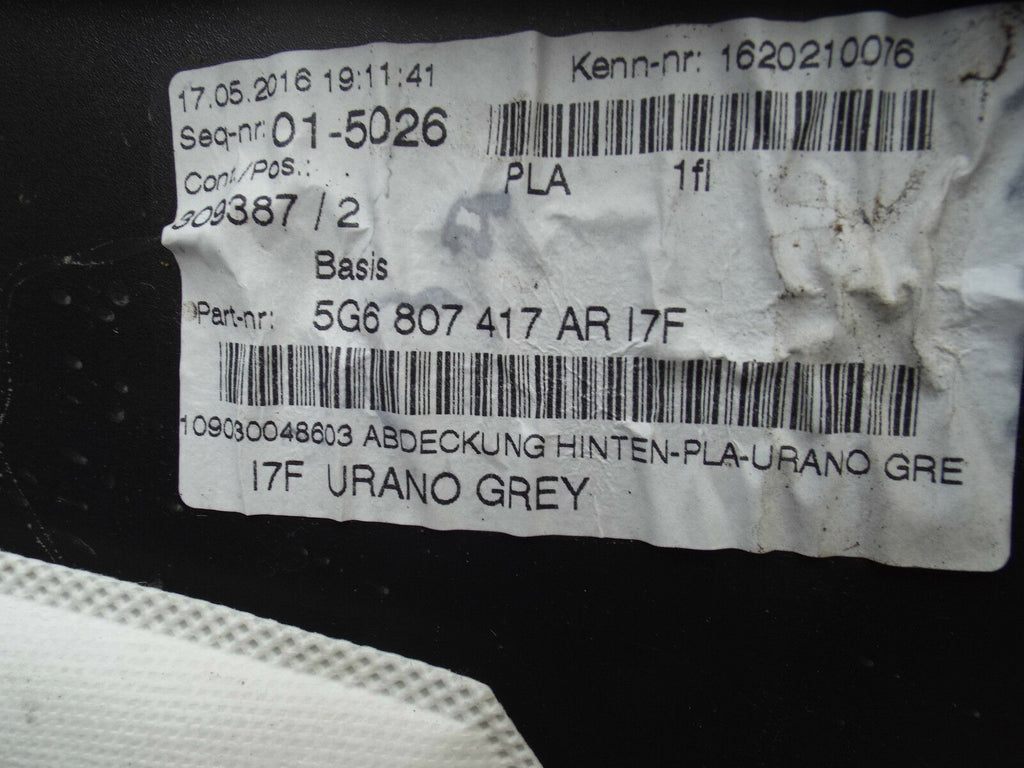 17.05.2016 19:11:41
Kenn-nr: 1620210076
Seq-nr: 01-5026
Cont./Pos.:
PLA 1fl
309387 / 2
Basis
Part-nr: 5G6 807 417 AR I7F
109030048603 ABDECKUNG HINTEN-PLA-URANO GRE
I7F URANO GREY